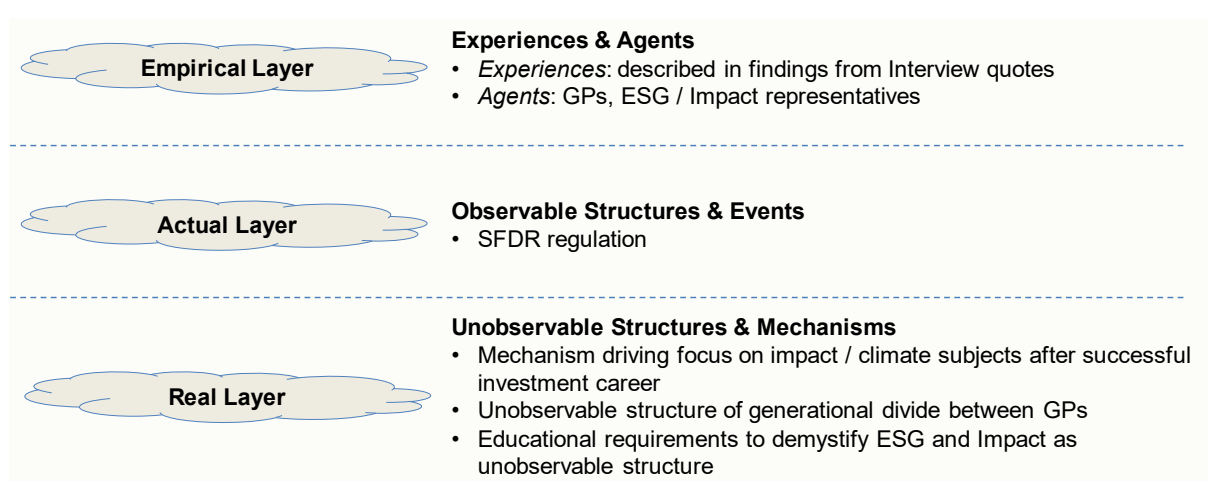 Empirical Layer
Experiences & Agents
• Experiences: described in findings from Interview quotes
• Agents: GPs, ESG / Impact representatives
Actual Layer
Observable Structures & Events
• SFDR regulation
Real Layer
Unobservable Structures & Mechanisms
• Mechanism driving focus on impact / climate subjects after successful
investment career
• Unobservable structure of generational divide between GPs
• Educational requirements to demystify ESG and Impact as
unobservable structure